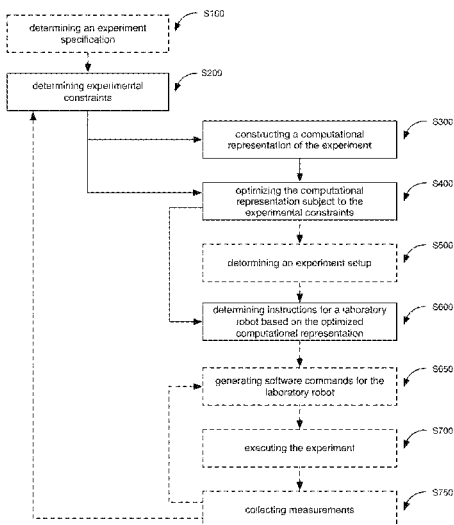 S100
determining an experiment
specification
S200
determining experimental
constraints
S300
constructing a computational
representation of the experiment
S400
optimizing the computational
representation subject to the
experimental constraints
S500
determining an experiment setup
S600
determining instructions for a laboratory
robot based on the optimized
computational representation
S650
generating software commands for the
laboratory robot
S700
executing the experiment
S750
collecting measurements